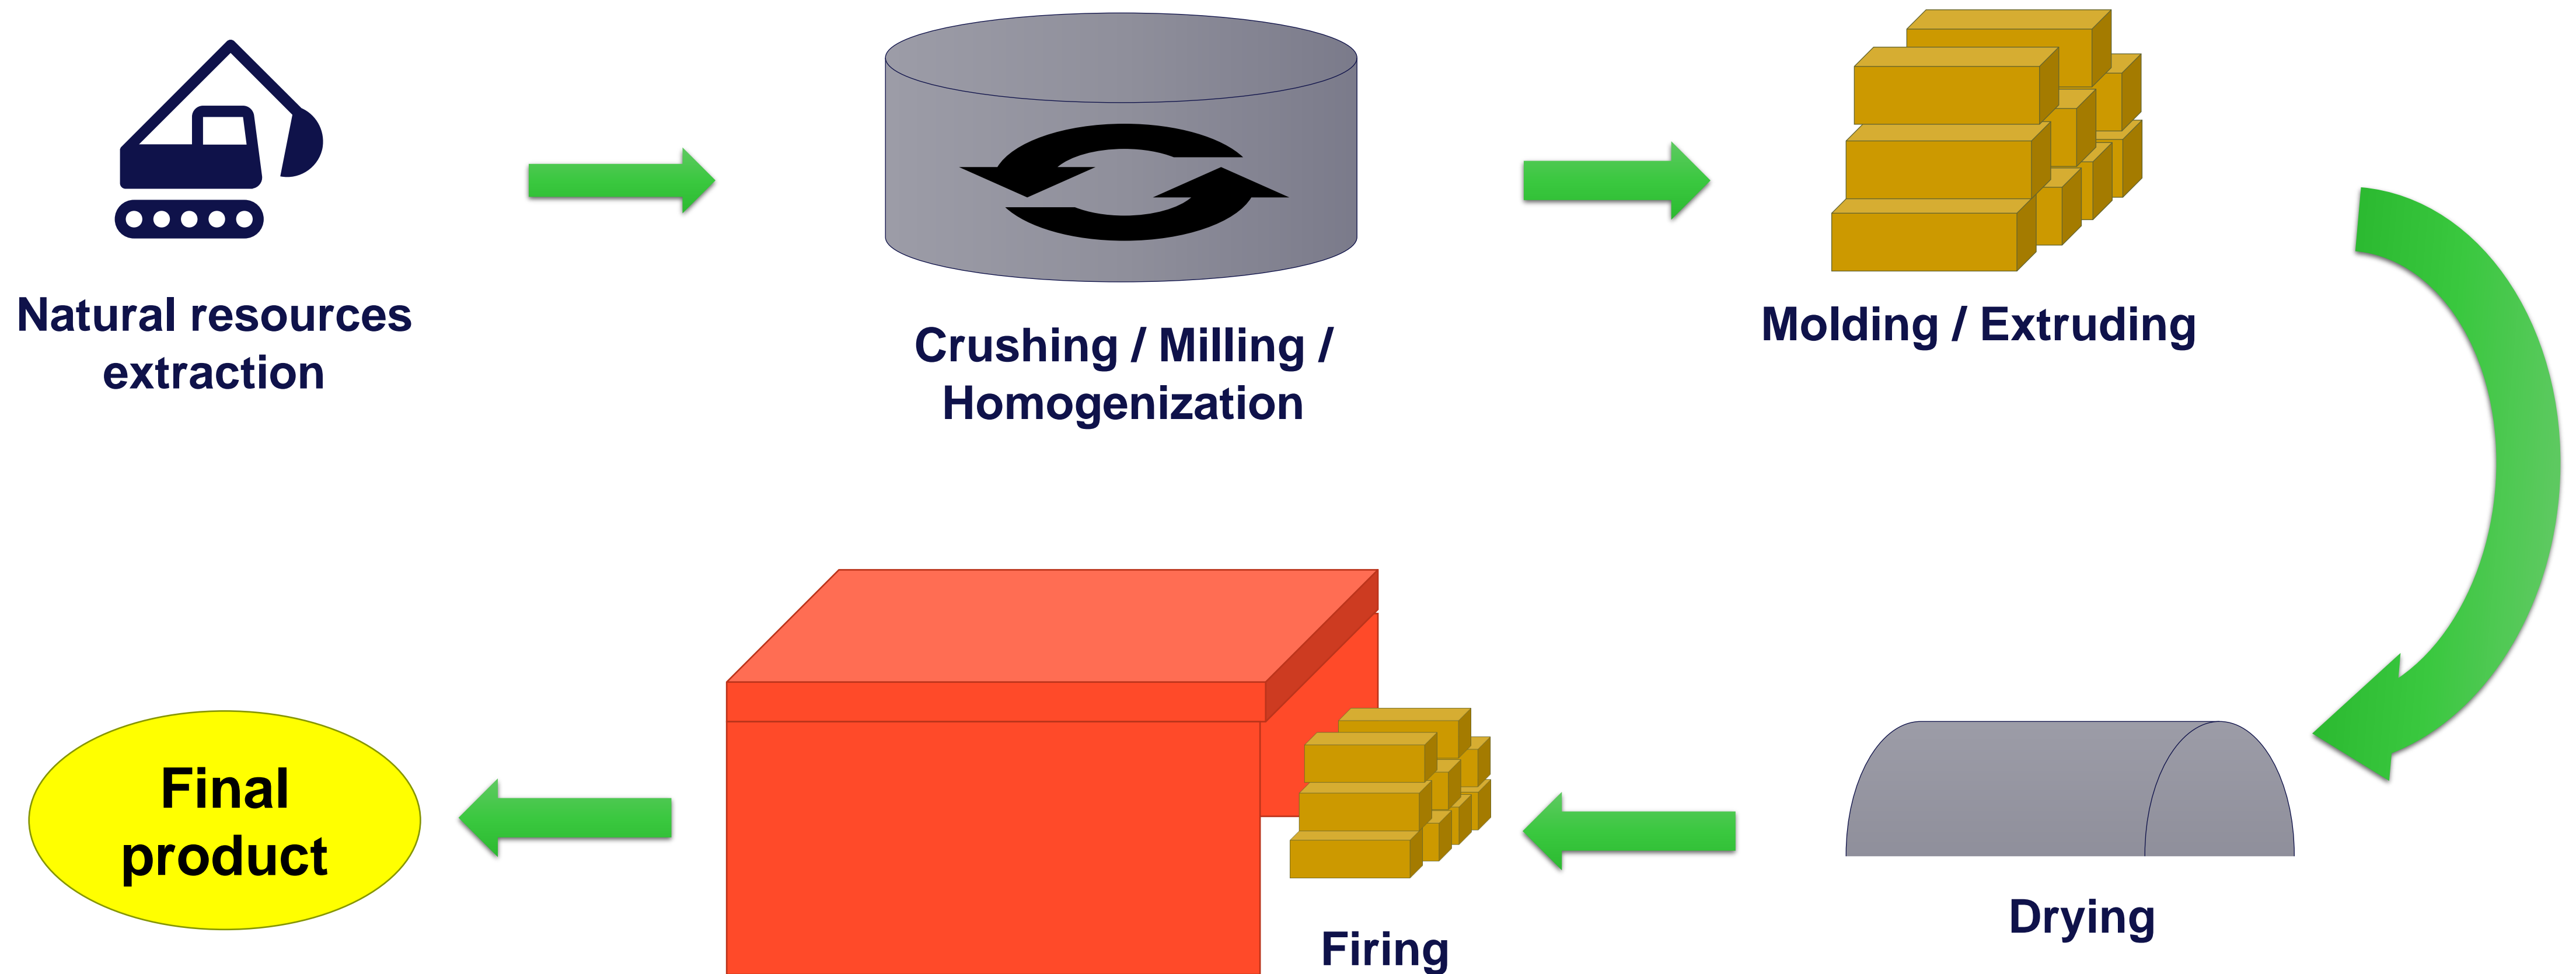 Natural resources
extraction
Crushing / Milling /
Homogenization
Molding / Extruding
Drying
Firing
Final
product